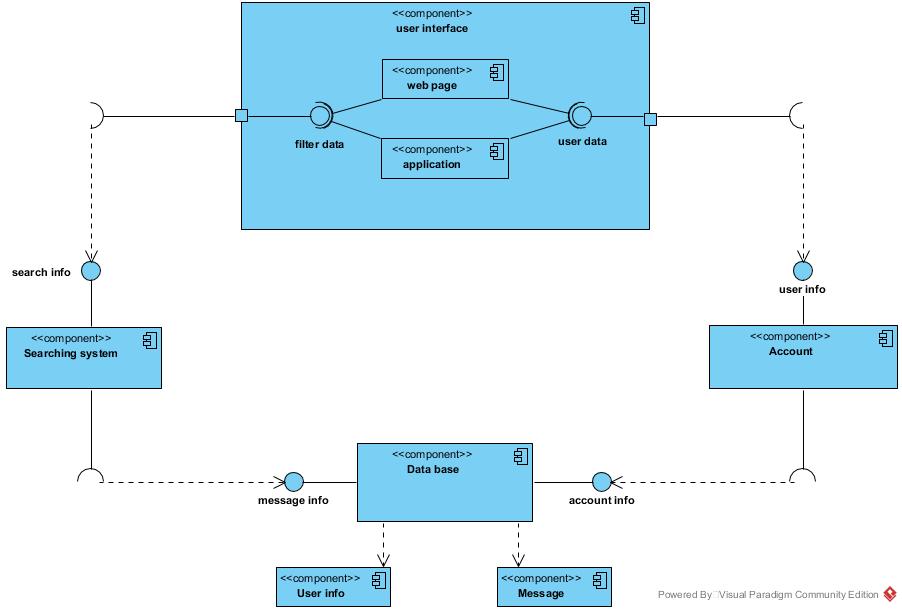 <<component>>
user interface
<<component>>
web page
filter data
user data
<<component>>
application
search info
user info
<<component>>
Searching system
<<component>>
Account
<<component>>
Data base
message info
account info
<<component>>
User info
<<component>>
Message
Powered By Visual Paradigm Community Edition